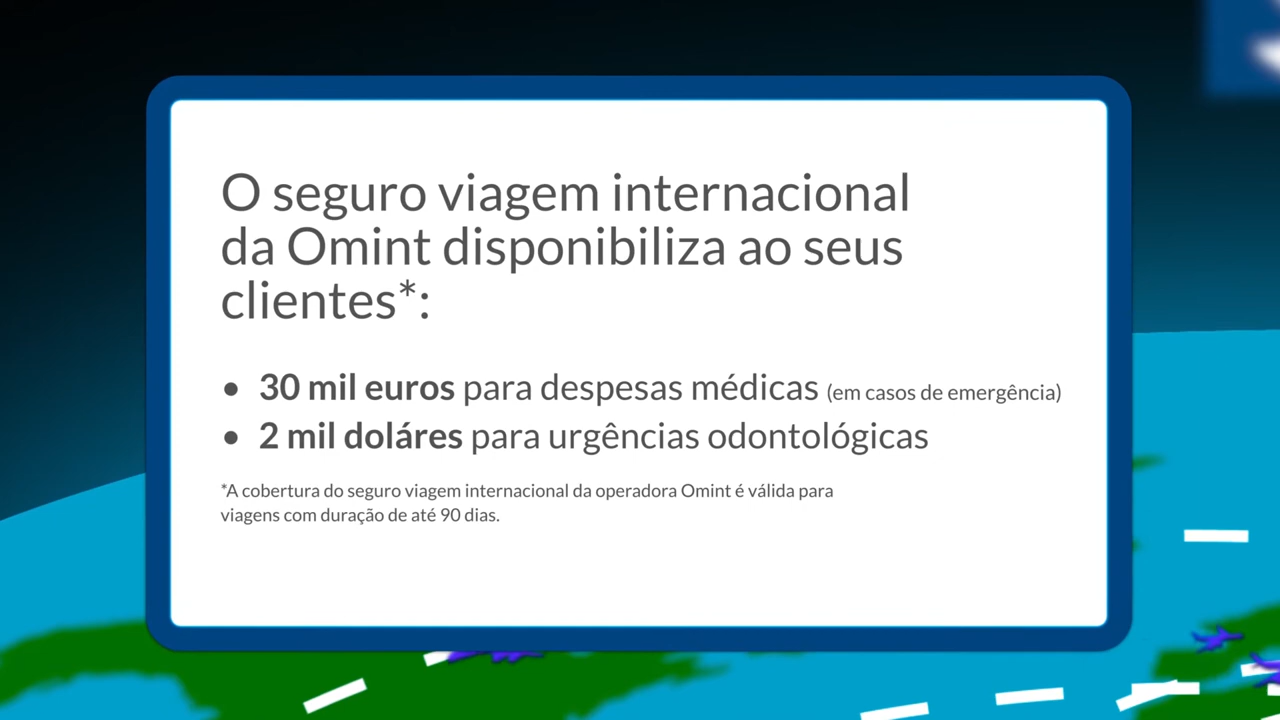 O seguro viagem internacional
da Omint disponibiliza ao seus
clientes*:
• 30 mil euros para despesas médicas (em casos de emergência)
• 2 mil doláres para urgências odontológicas
*A cobertura do seguro viagem internacional da operadora Omint é válida para
viagens com duração de até 90 dias.